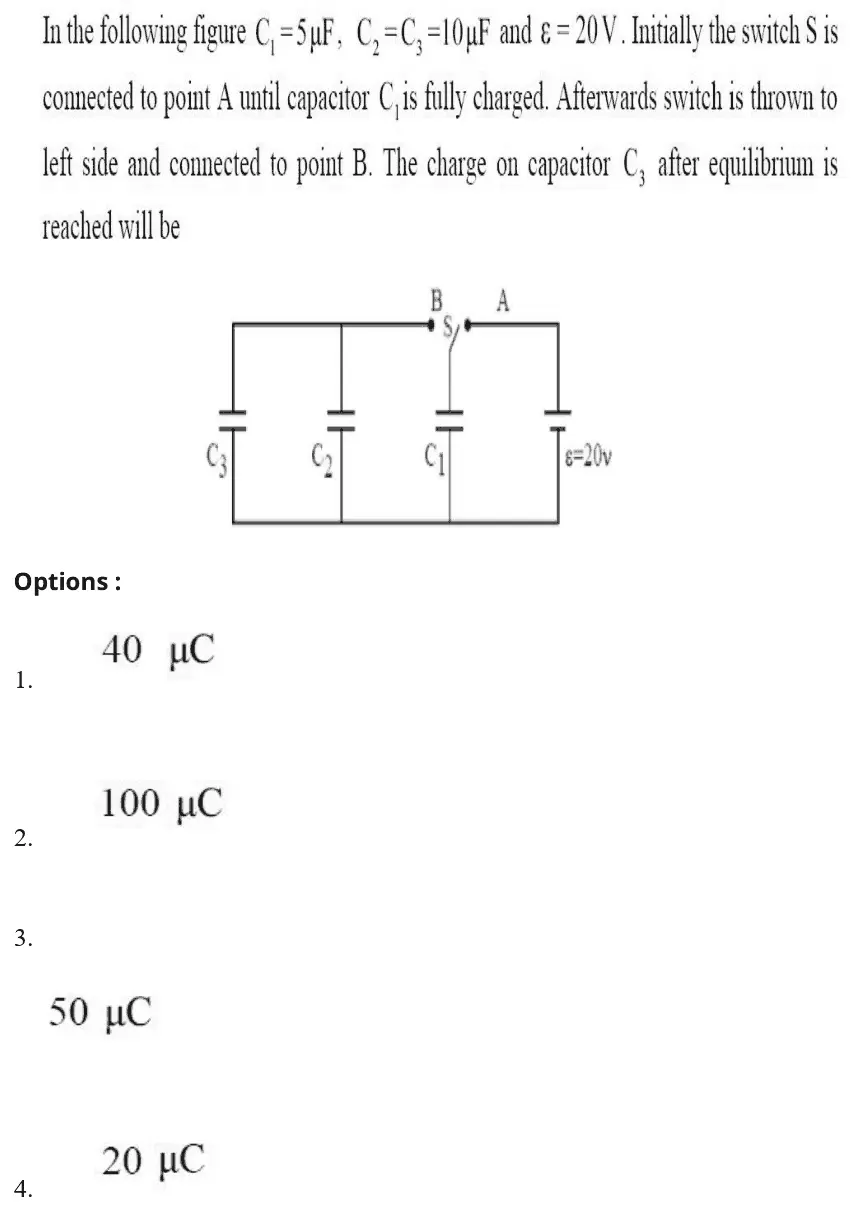 In the following figure C₁=5μF, C₂=C₃=10μF and ε=20V. Initially the switch S is
connected to point A until capacitor C₁ is fully charged. Afterwards switch is thrown to
left side and connected to point B. The charge on capacitor C₃ after equilibrium is
reached will be
B A
S
C₃ C₂ C₁ ε=20v
Options :
40 μC
1.
100 μC
2.
3.
50 μC
20 μC
4.